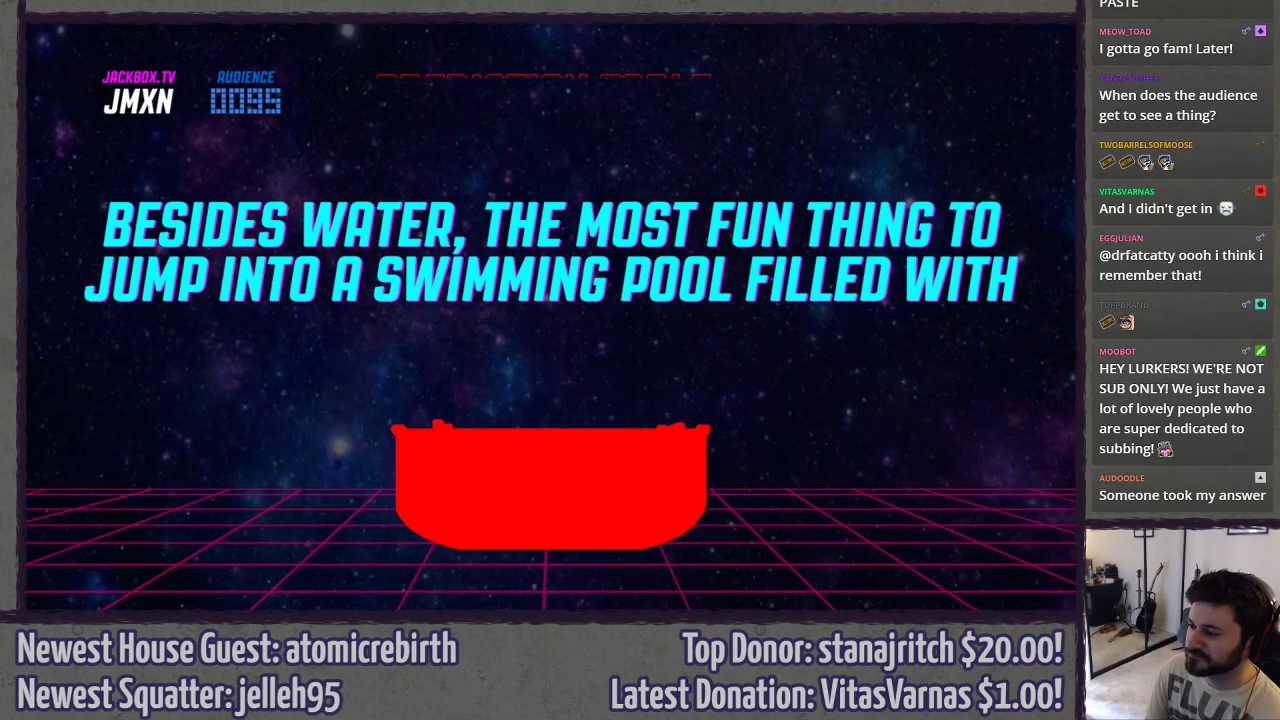 JACKBOX.TV
JMXN
AUDIENCE
0095
BESIDES WATER, THE MOST FUN THING TO
JUMP INTO A SWIMMING POOL FILLED WITH
PASTE
MEOW_TOAD
I gotta go fam! Later!
When does the audience
get to see a thing?
TWOBARRELSOFMOOSE
VITASVARNAS
And I didn't get in
EGGJULIAN
@drfatcatty oooh i think i
remember that!
TOPPBRAND
MOOBOT
HEY LURKERS! WE'RE NOT
SUB ONLY! We just have a
lot of lovely people who
are super dedicated to
subbing!
AUDOODLE
Someone took my answer
Newest House Guest: atomicrebirth
Newest Squatter: jelleh95
Top Donor: stanajritch $20.00!
Latest Donation: VitasVarnas $1.00!